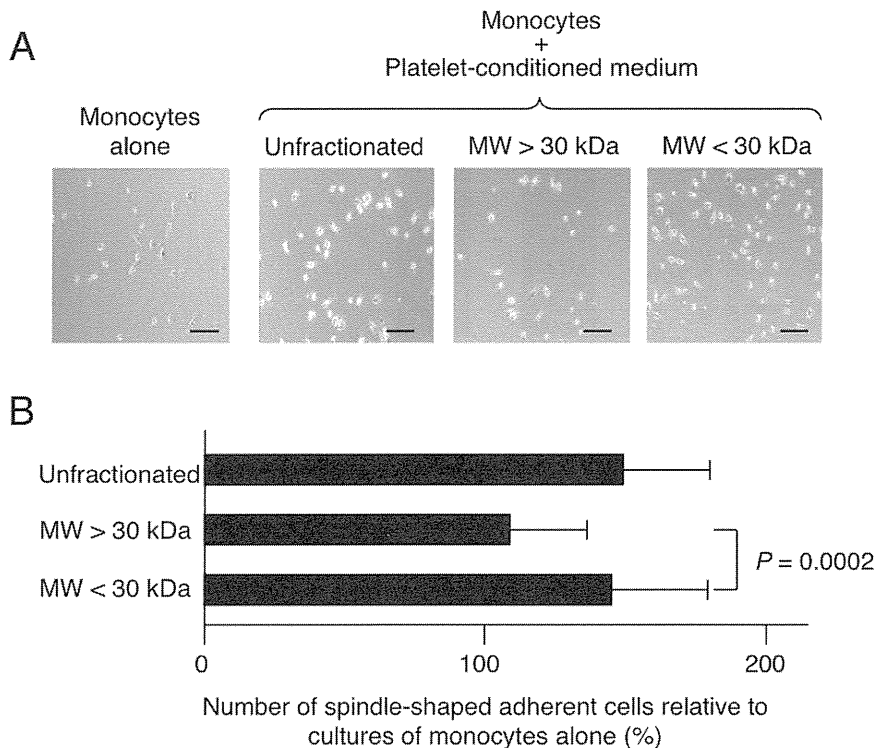 A
Monocytes
+
Platelet-conditioned medium
Monocytes
alone
Unfractionated
MW > 30 kDa
MW < 30 kDa
B
Unfractionated
MW > 30 kDa
MW < 30 kDa
P = 0.0002
0
100
200
Number of spindle-shaped adherent cells relative to
cultures of monocytes alone (%)